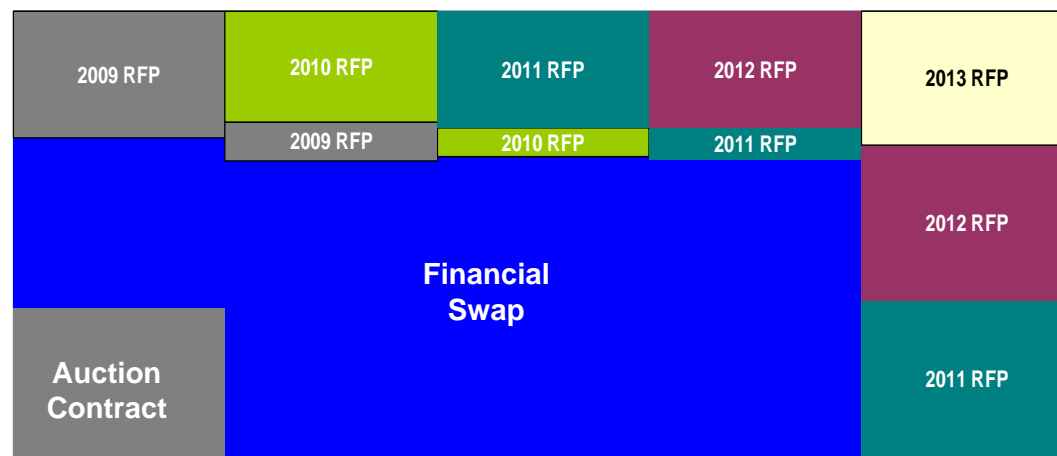 2009 RFP
2010 RFP
2011 RFP
2012 RFP
2013 RFP
2009 RFP
2010 RFP
2011 RFP
2012 RFP
Financial
Swap
Auction
Contract
2011 RFP